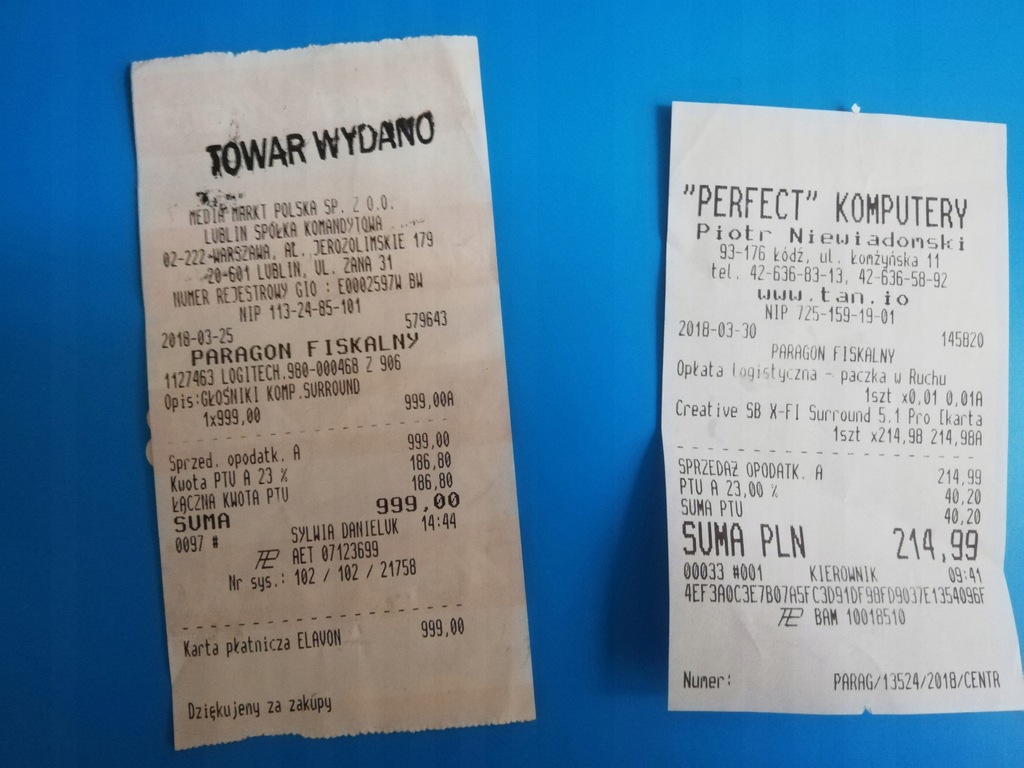 TOWAR WYDANO
MEDIA MARKT POLSKA SP. Z O.O.
LUBLIN SPÓŁKA KOMANDYTOWA
02-222-WARSZAWA, AL. JEROZOLIMSKIE 179
20-601 LUBLIN, UL. ZANA 31
NUMER REJESTROWY GIO : E0002597W BW
NIP 113-24-85-101
2018-03-25 579643
PARAGON FISKALNY
1127463 LOGITECH.980-000468 Z 906
Opis:GŁOŚNIKI KOMP.SURROUND
1x999,00 999,00A
Sprzed. opodatk. A 999,00
Kwota PTU A 23 % 186,80
ŁĄCZNA KWOTA PTU 186,80
SUMA 999,00
0097 # SYLWIA DANIELUK 14:44
AET 07123699
Nr sys.: 102 / 102 / 21758
Karta płatnicza ELAVON 999,00
Dziękujemy za zakupy
"PERFECT" KOMPUTERY
Piotr Niewiadomski
93-176 Łódź, ul. Łomżyńska 11
tel. 42-636-83-13, 42-636-58-92
www.tan.io
NIP 725-159-19-01
2018-03-30 145820
PARAGON FISKALNY
Opłata logistyczna - paczka w Ruchu
1szt x0,01 0,01A
Creative SB X-FI Surround 5.1 Pro [karta
1szt x214,98 214,98A
SPRZEDAŻ OPODATK. A 214,99
PTU A 23,00 % 40,20
SUMA PTU 40,20
SUMA PLN 214,99
00033 #001 KIEROWNIK 09:41
4EF3A0C3E7B07A5FC3D91DF98FD9037E1354096F
BAM 10018510
Numer: PARAG/13524/2018/CENTR